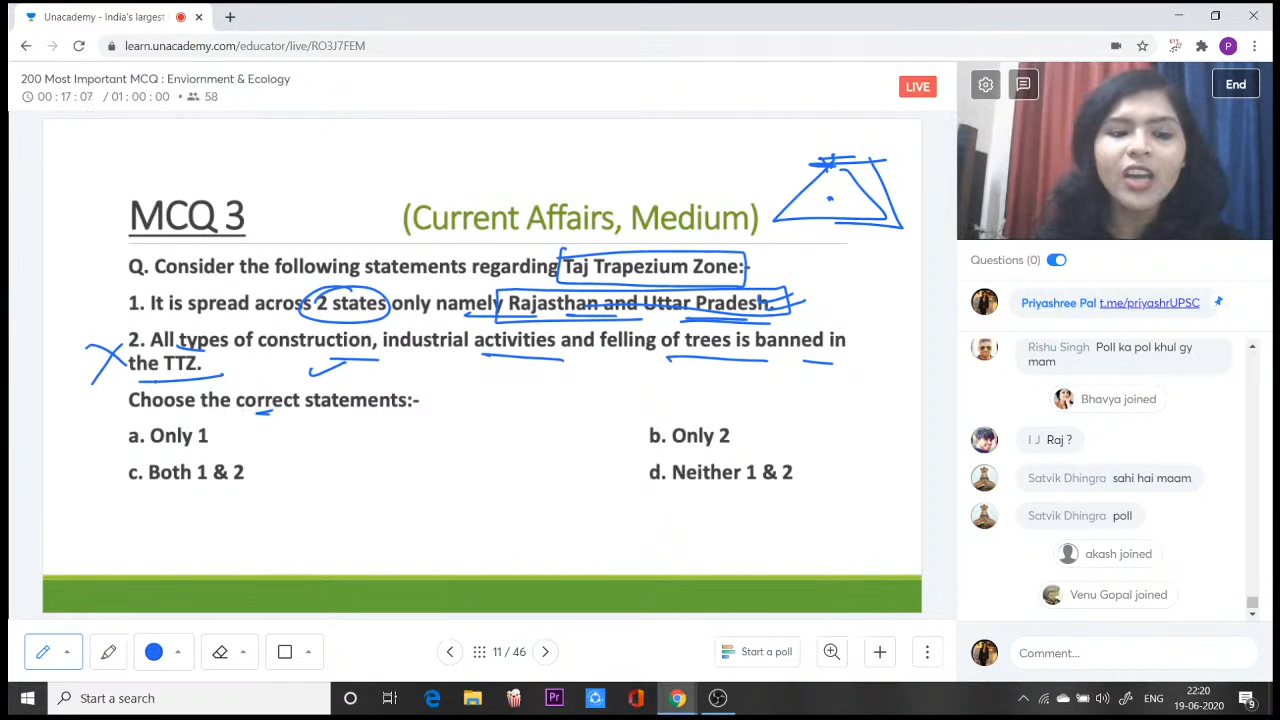 Unacademy - India's largest
learn.unacademy.com/educator/live/RO3J7FEM
P
200 Most Important MCQ : Enviornment & Ecology
00 : 17 : 07 / 01 : 00 : 00 • 58
LIVE
End
MCQ 3 (Current Affairs, Medium)
Q. Consider the following statements regarding Taj Trapezium Zone:-
1. It is spread across 2 states only namely Rajasthan and Uttar Pradesh.
2. All types of construction, industrial activities and felling of trees is banned in
the TTZ.
Choose the correct statements:-
a. Only 1 b. Only 2
c. Both 1 & 2 d. Neither 1 & 2
Questions (0)
Priyashree Pal t.me/priyashrUPSC
Rishu Singh Poll ka pol khul gy
mam
Bhavya joined
I J Raj ?
Satvik Dhingra sahi hai maam
Satvik Dhingra poll
akash joined
Venu Gopal joined
11 / 46
Start a poll
Comment...
Start a search
Pr
ENG
22:20
19-06-2020
9